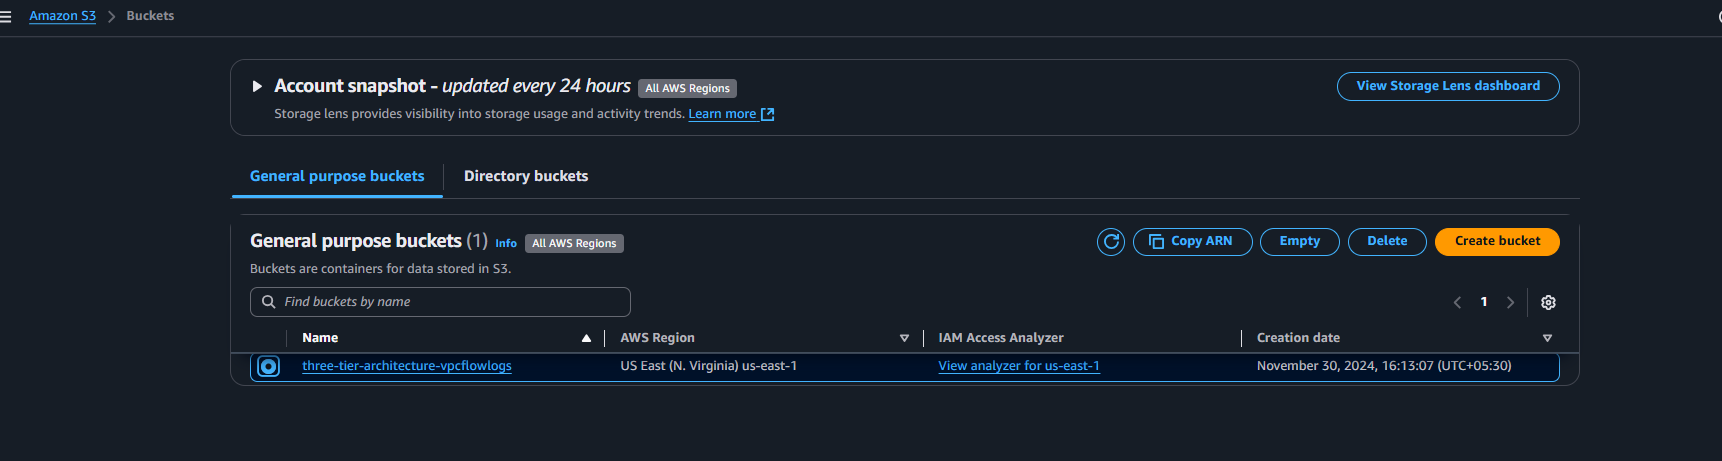 Amazon S3 > Buckets
Account snapshot - updated every 24 hours All AWS Regions View Storage Lens dashboard
Storage lens provides visibility into storage usage and activity trends. Learn more
General purpose buckets Directory buckets
General purpose buckets (1) Info All AWS Regions Copy ARN Empty Delete Create bucket
Buckets are containers for data stored in S3.
Find buckets by name 1
Name AWS Region IAM Access Analyzer Creation date
three-tier-architecture-vpcflowlogs US East (N. Virginia) us-east-1 View analyzer for us-east-1 November 30, 2024, 16:13:07 (UTC+05:30)